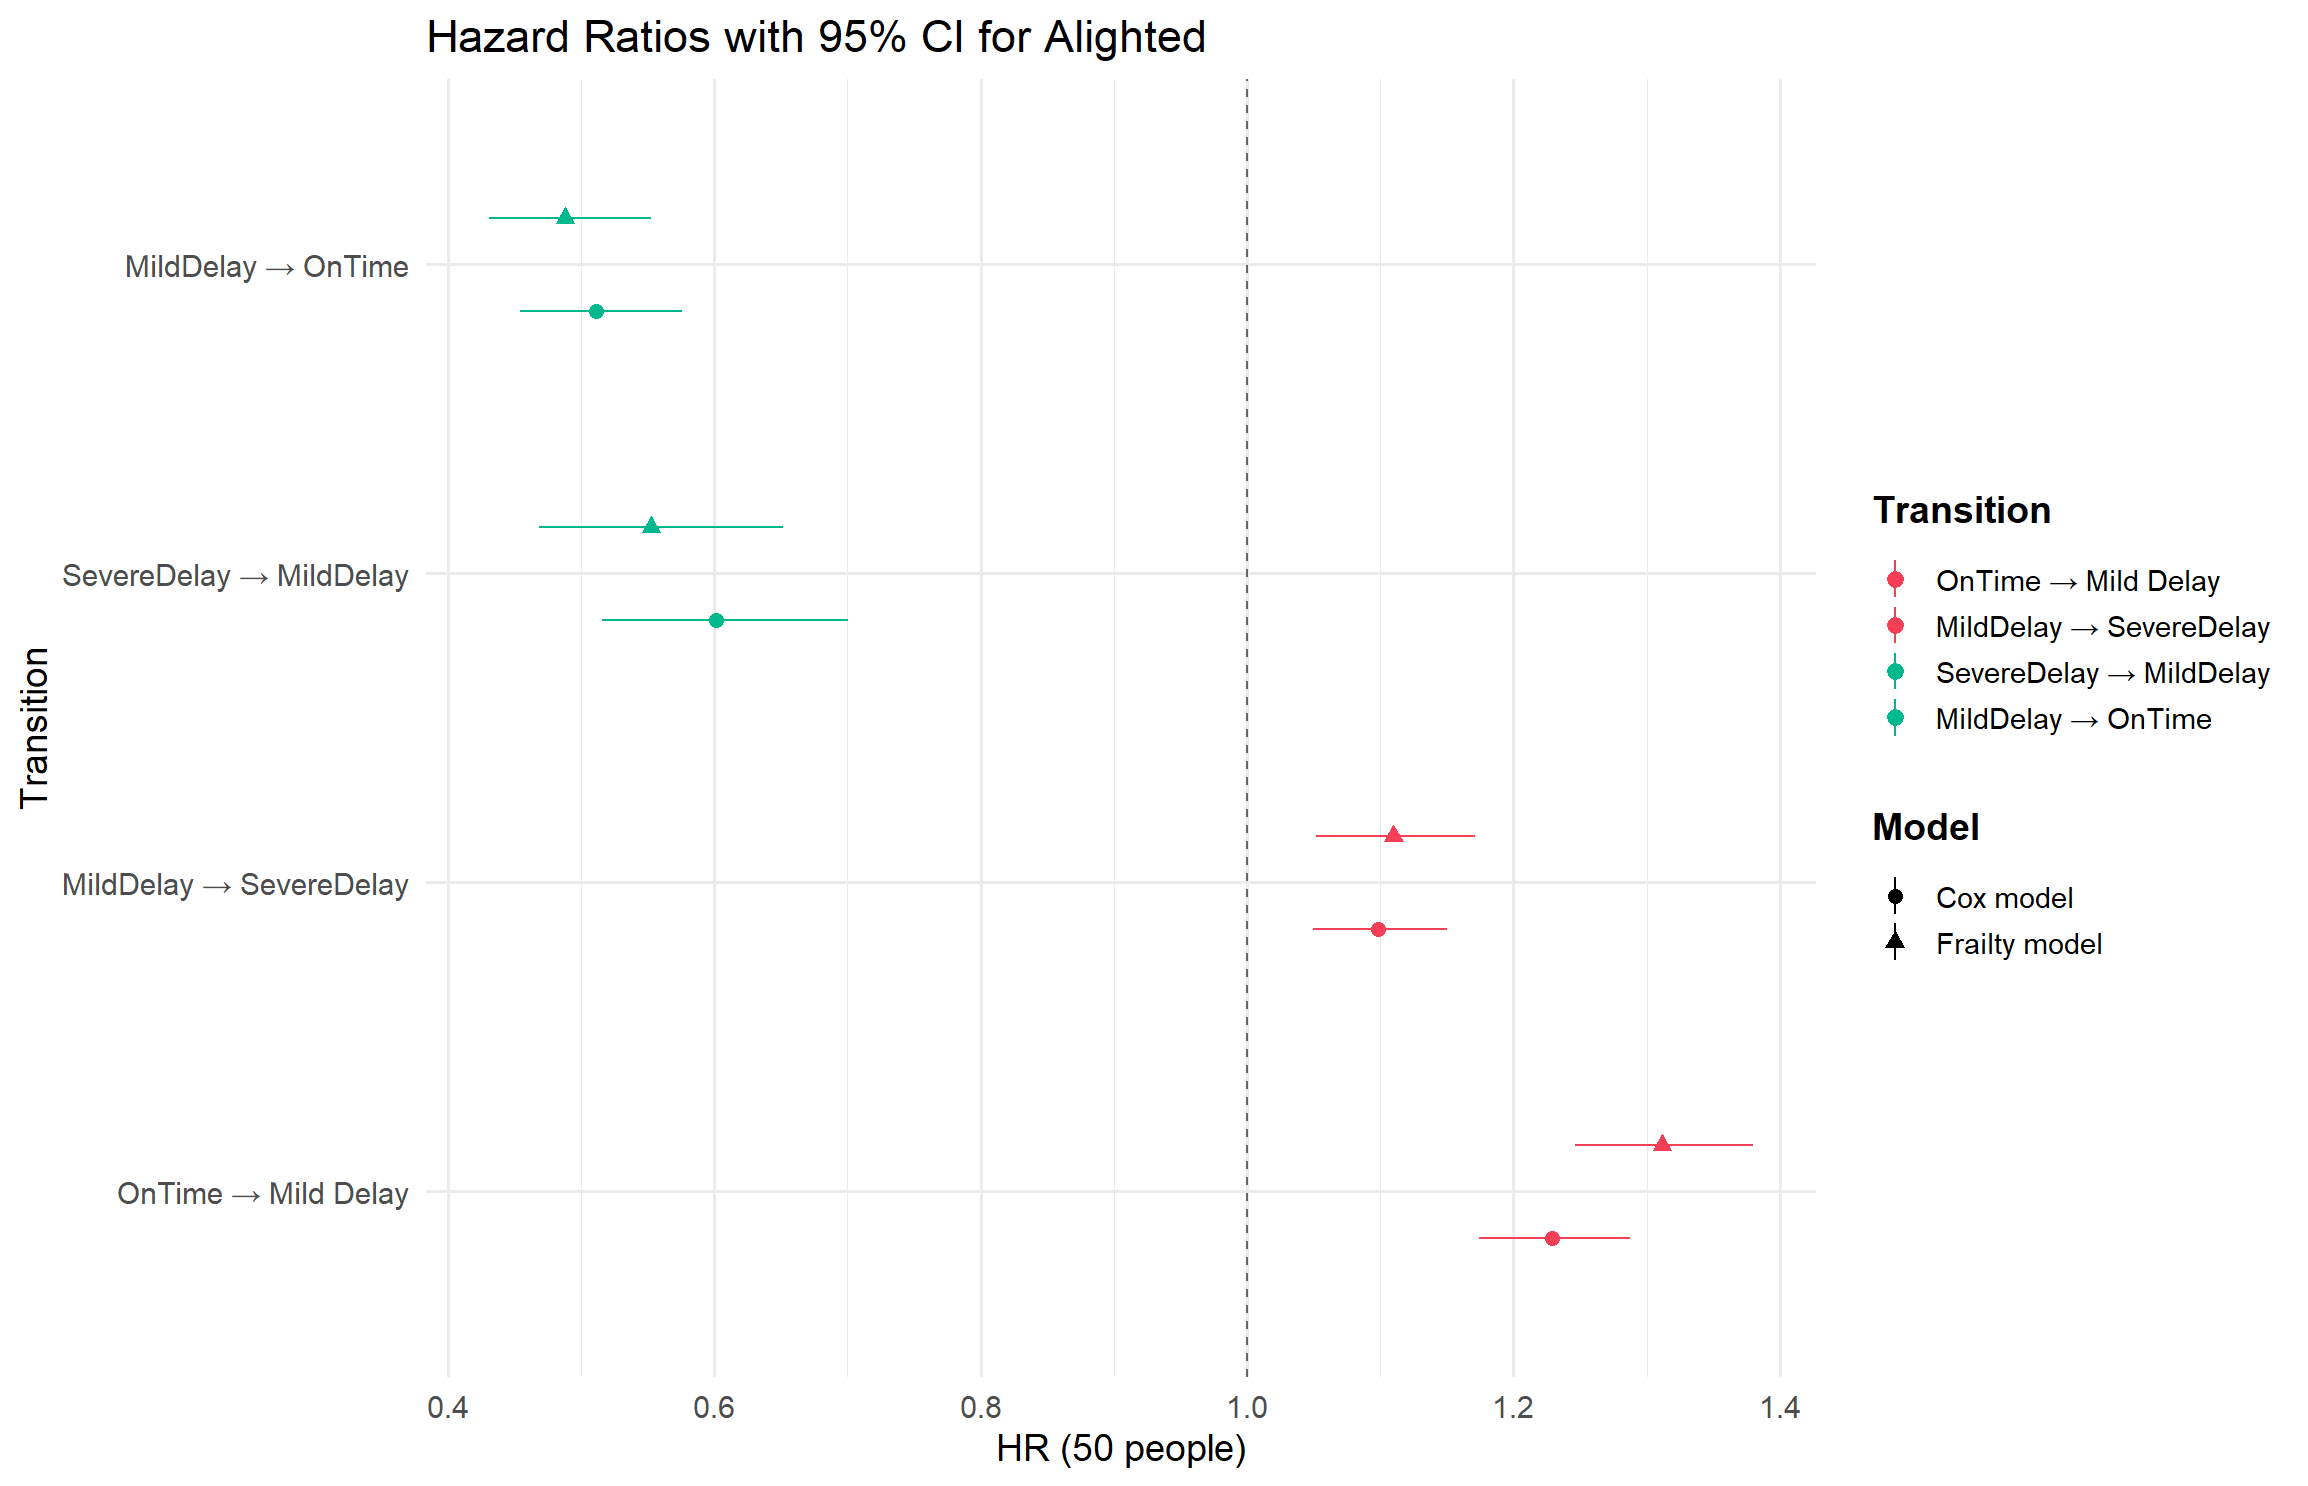 Hazard Ratios with 95% CI for Alighted
Transition
MildDelay → OnTime
SevereDelay → MildDelay
MildDelay → SevereDelay
OnTime → Mild Delay
0.4 0.6 0.8 1.0 1.2 1.4
HR (50 people)
Transition
OnTime → Mild Delay
MildDelay → SevereDelay
SevereDelay → MildDelay
MildDelay → OnTime
Model
Cox model
Frailty model